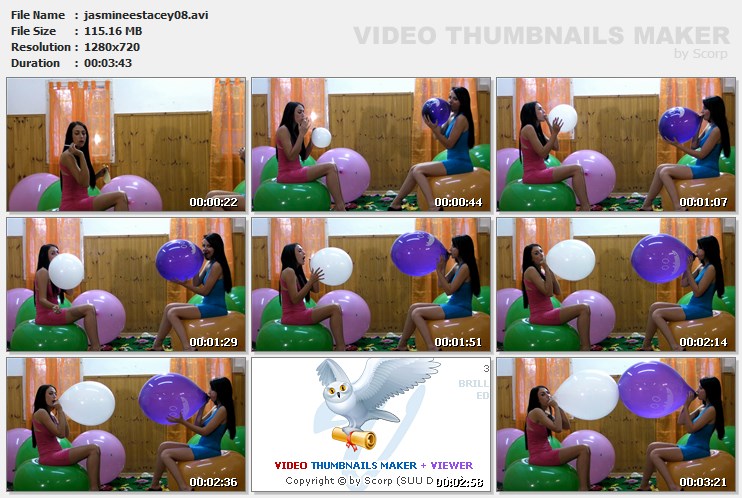 File Name : jasmineestacey08.avi
File Size : 115.16 MB
Resolution : 1280x720
Duration : 00:03:43
VIDEO THUMBNAILS MAKER
by Scorp
00:00:22
00:00:44
00:01:07
00:01:29
00:01:51
00:02:14
00:02:36
3
BRILL
ED
VIDEO THUMBNAILS MAKER + VIEWER
Copyright © by Scorp (SUU D
00:02:58
00:03:21